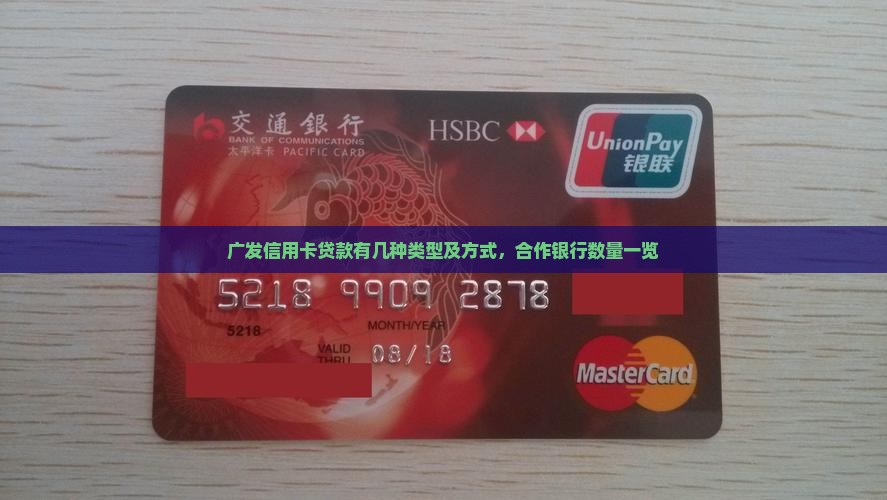 交通銀行
BANK OF COMMUNICATIONS
太平洋卡 PACIFIC CARD
HSBC
UnionPay
银联
广发信用卡贷款有几种类型及方式，合作银行数量一览
5218 9909 2878
5218
MONTH/YEAR
VALID
THRU
08/18
MasterCard